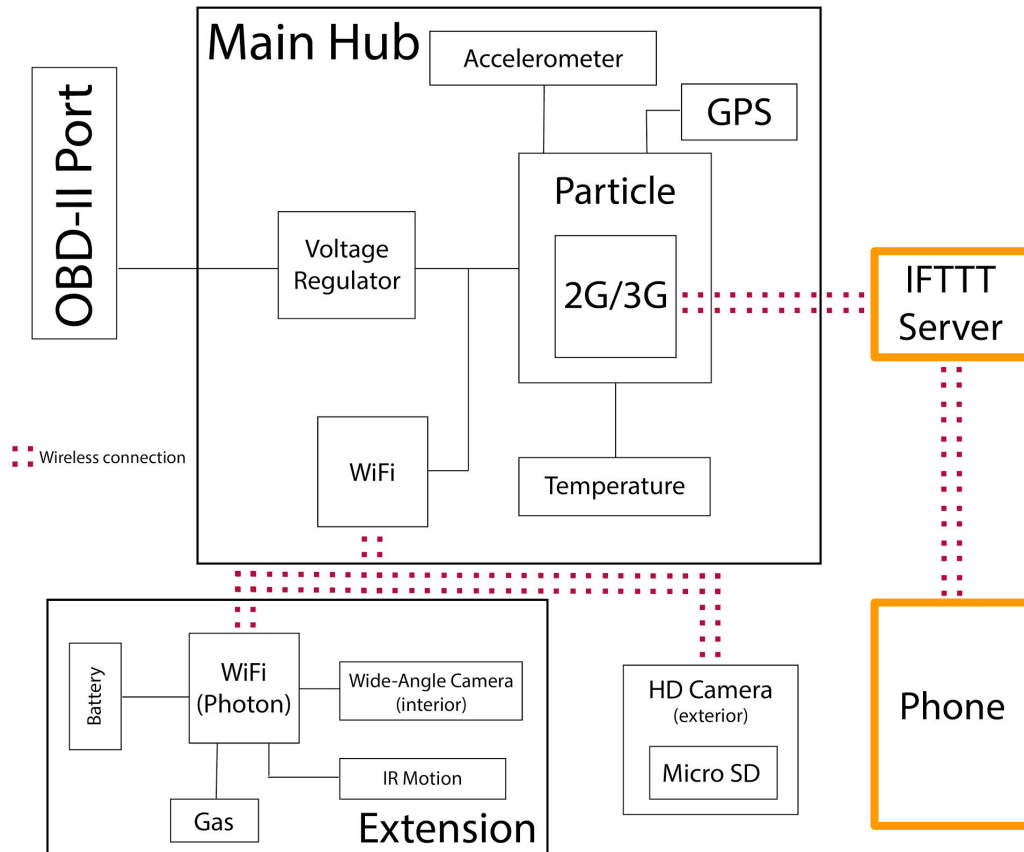 Main Hub
Accelerometer
GPS
OBD-II Port
Particle
Voltage
Regulator
2G/3G
IFTTT
Server
Wireless connection
WiFi
Temperature
Battery
WiFi
(Photon)
Wide-Angle Camera
(interior)
HD Camera
(exterior)
Phone
Micro SD
IR Motion
Gas
Extension